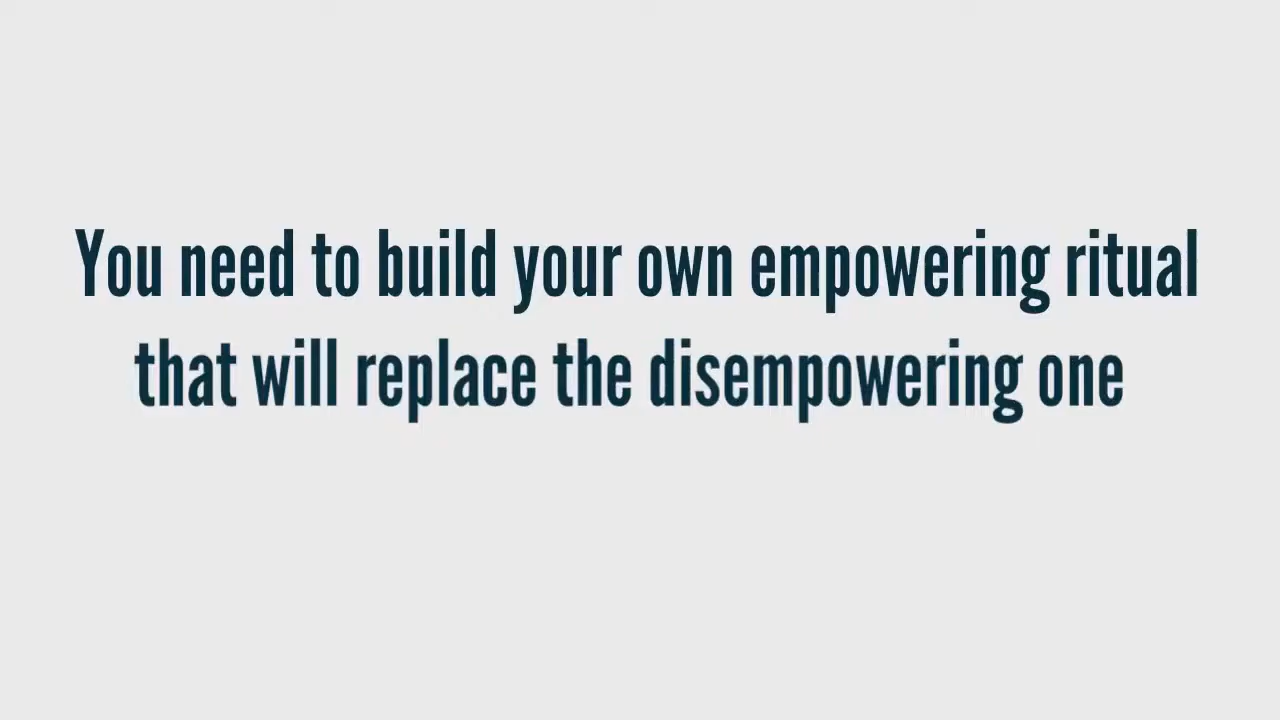 You need to build your own empowering ritual
that will replace the disempowering one